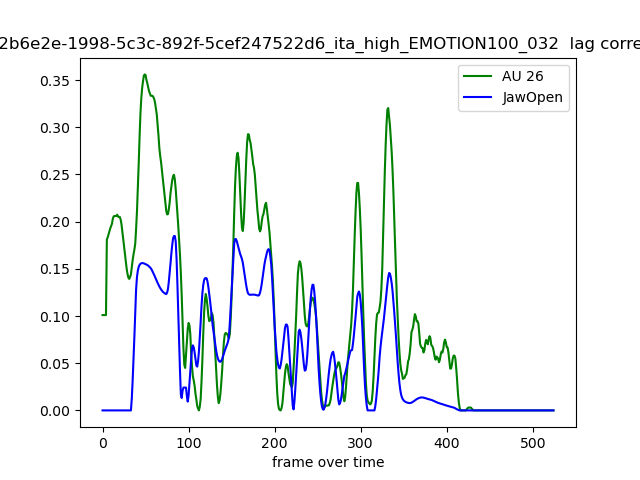 2b6e2e-1998-5c3c-892f-5cef247522d6_ita_high_EMOTION100_032 lag corre
AU 26
JawOpen
0.35
0.30
0.25
0.20
0.15
0.10
0.05
0.00
0 100 200 300 400 500
frame over time